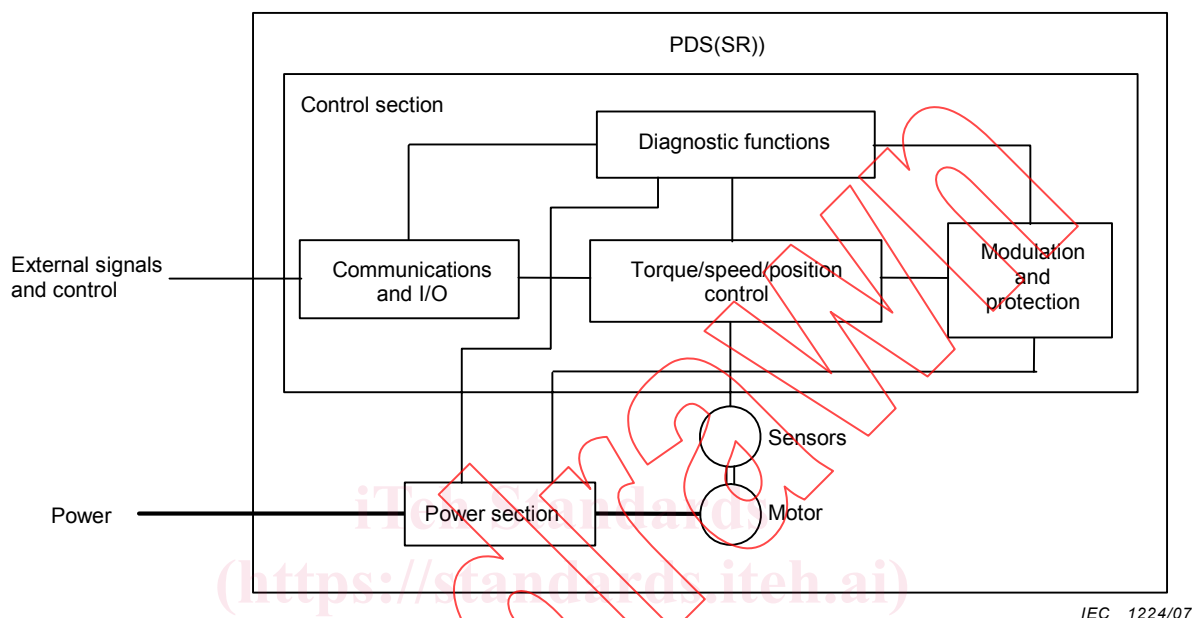 PDS(SR))
Control section
Diagnostic functions
External signals
and control
Communications
and I/O
Torque/speed/position
control
Modulation
and
protection
Sensors
iTeh Standards
Power
Power section
Motor
(https://standards.iteh.ai)
IEC 1224/07